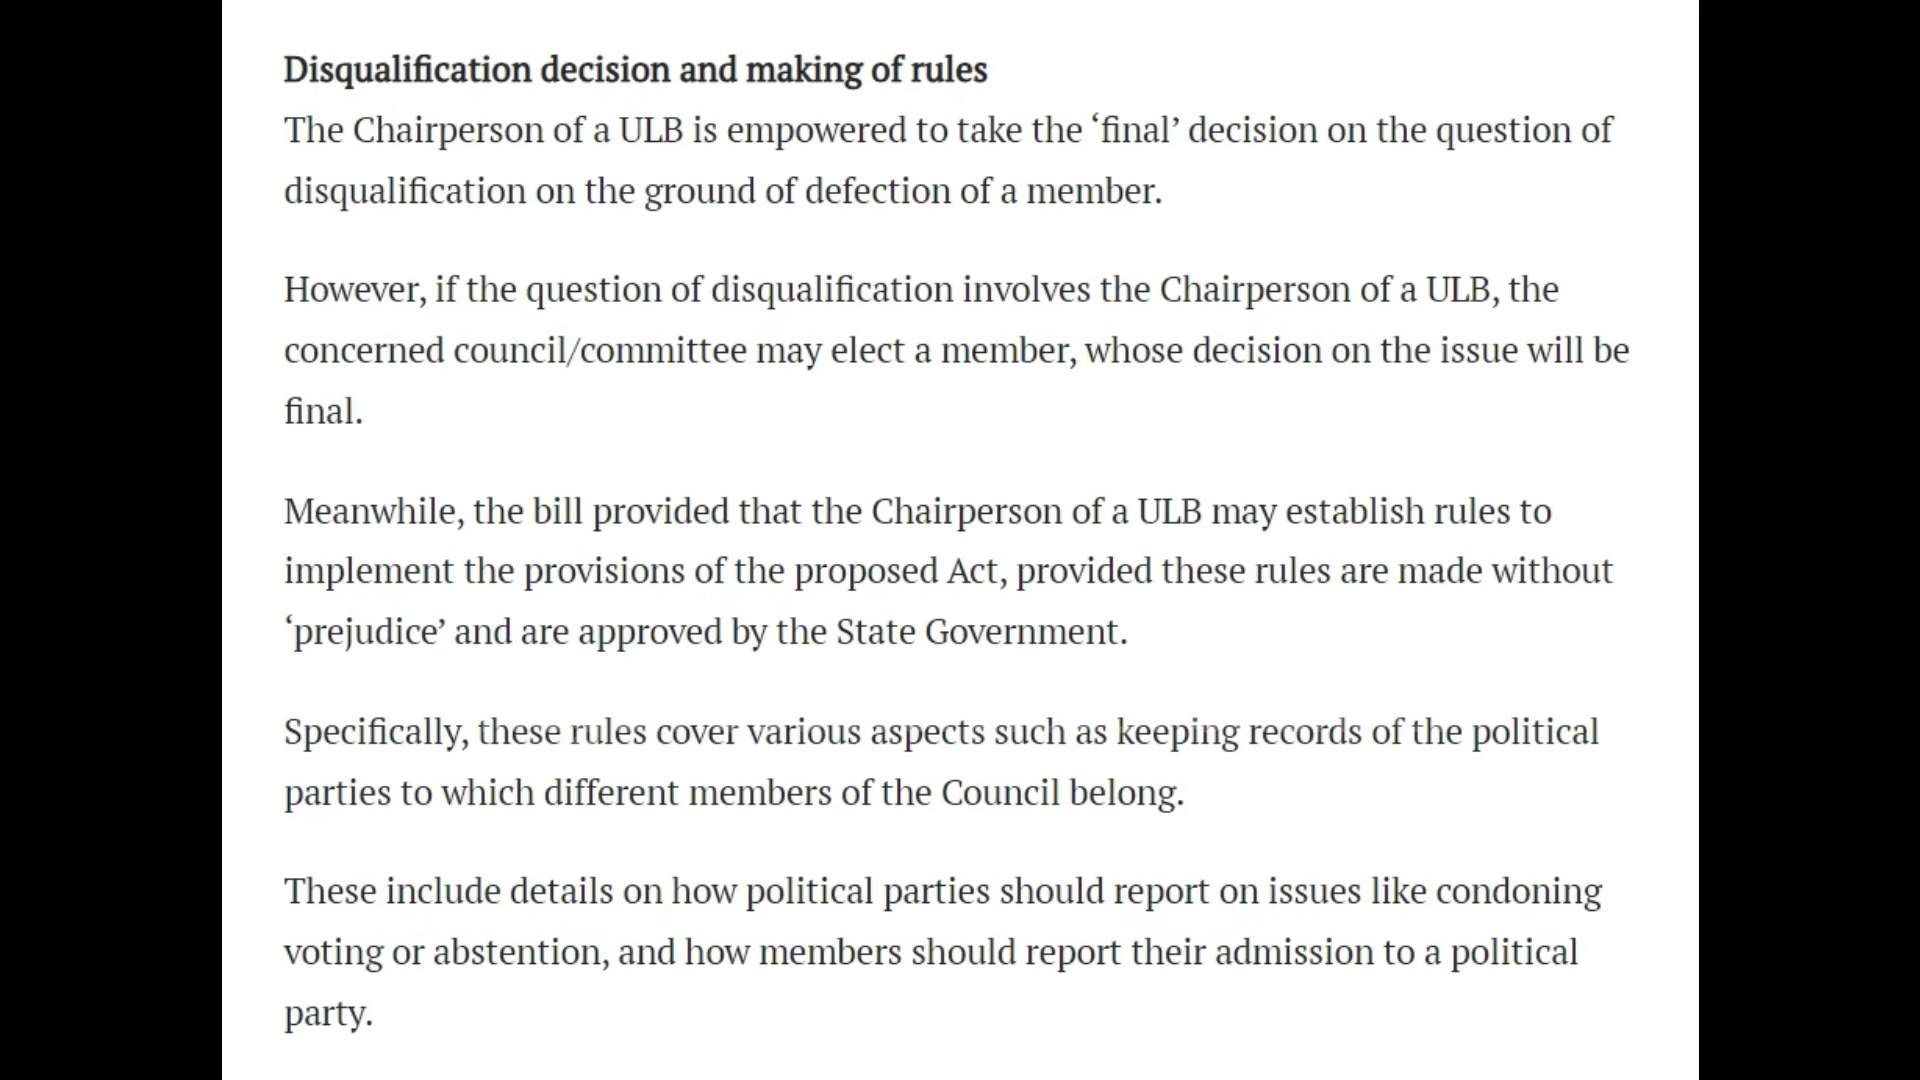 Disqualification decision and making of rules
The Chairperson of a ULB is empowered to take the ‘final’ decision on the question of
disqualification on the ground of defection of a member.
However, if the question of disqualification involves the Chairperson of a ULB, the
concerned council/committee may elect a member, whose decision on the issue will be
final.
Meanwhile, the bill provided that the Chairperson of a ULB may establish rules to
implement the provisions of the proposed Act, provided these rules are made without
‘prejudice’ and are approved by the State Government.
Specifically, these rules cover various aspects such as keeping records of the political
parties to which different members of the Council belong.
These include details on how political parties should report on issues like condoning
voting or abstention, and how members should report their admission to a political
party.